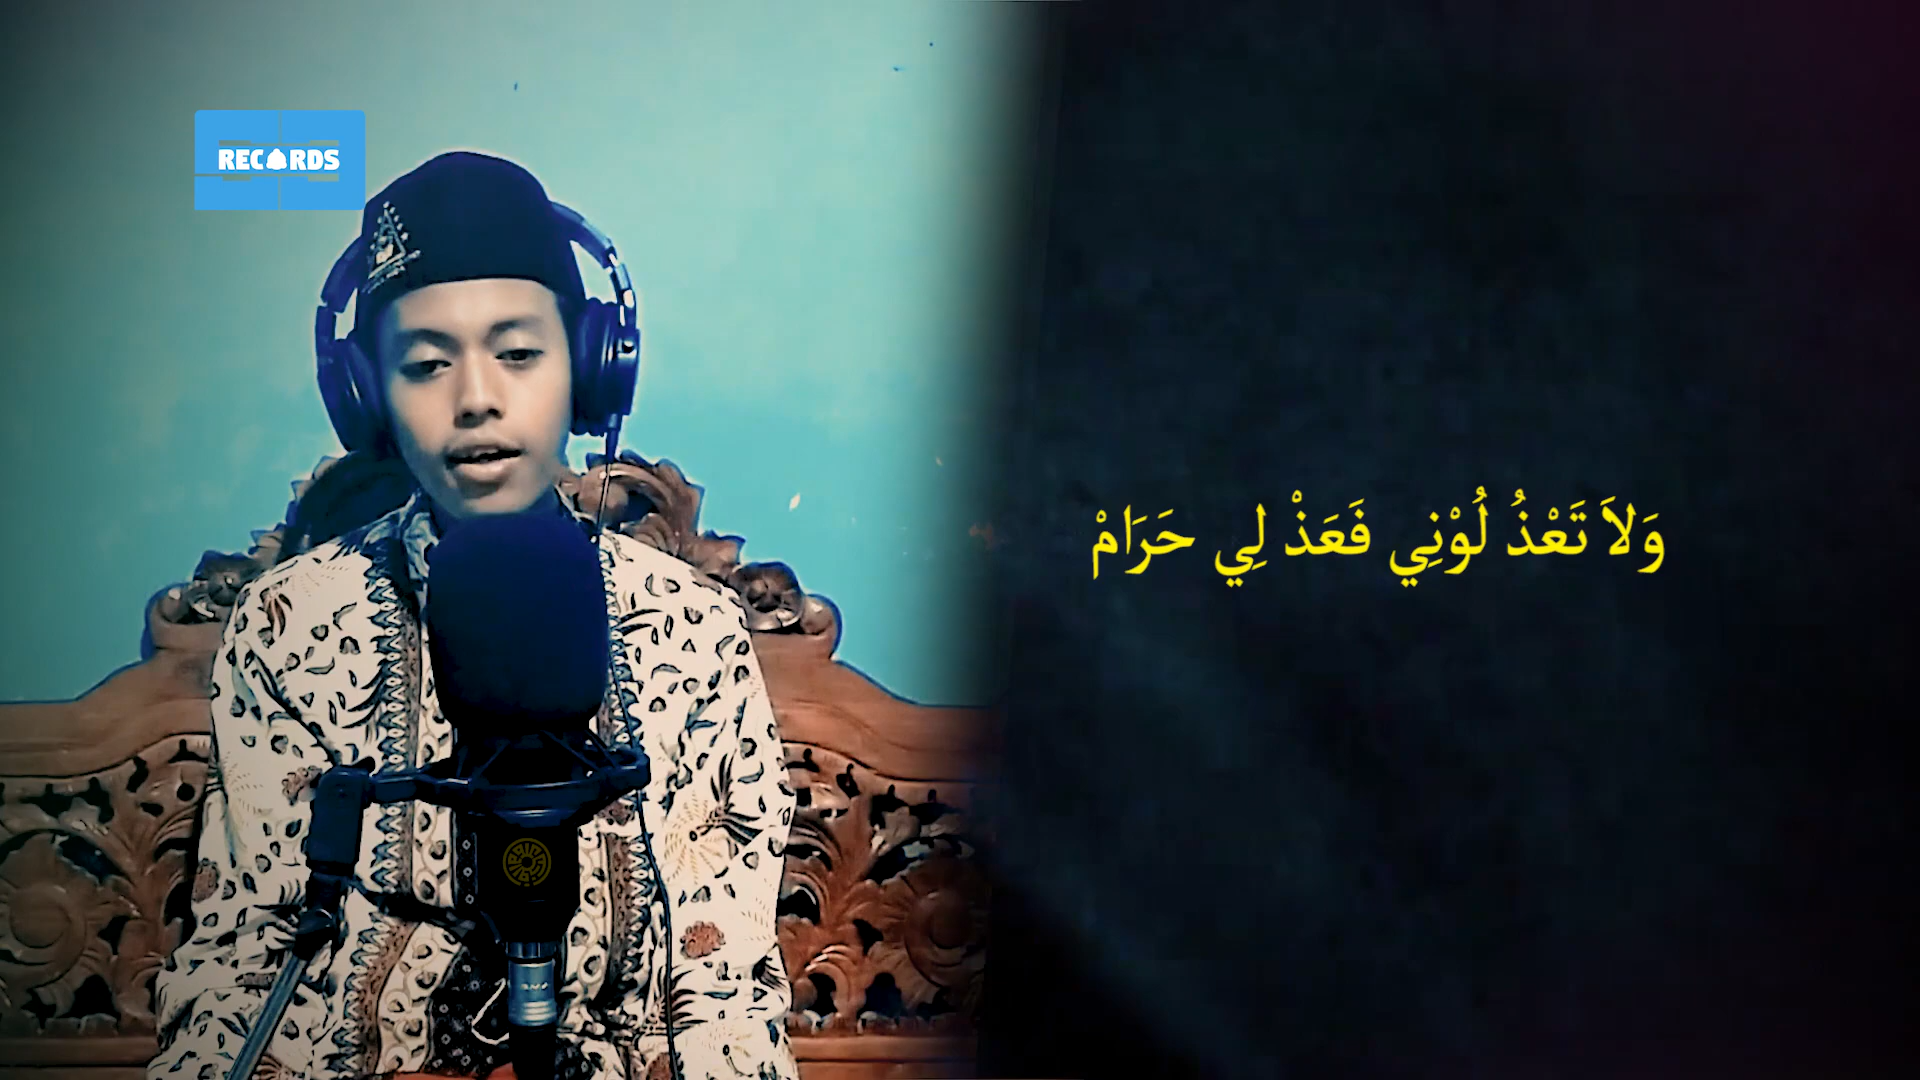 RECORDS
وَلاَ تَعْذُ لُوْنِي فَعَذْ لِي حَرَامْ